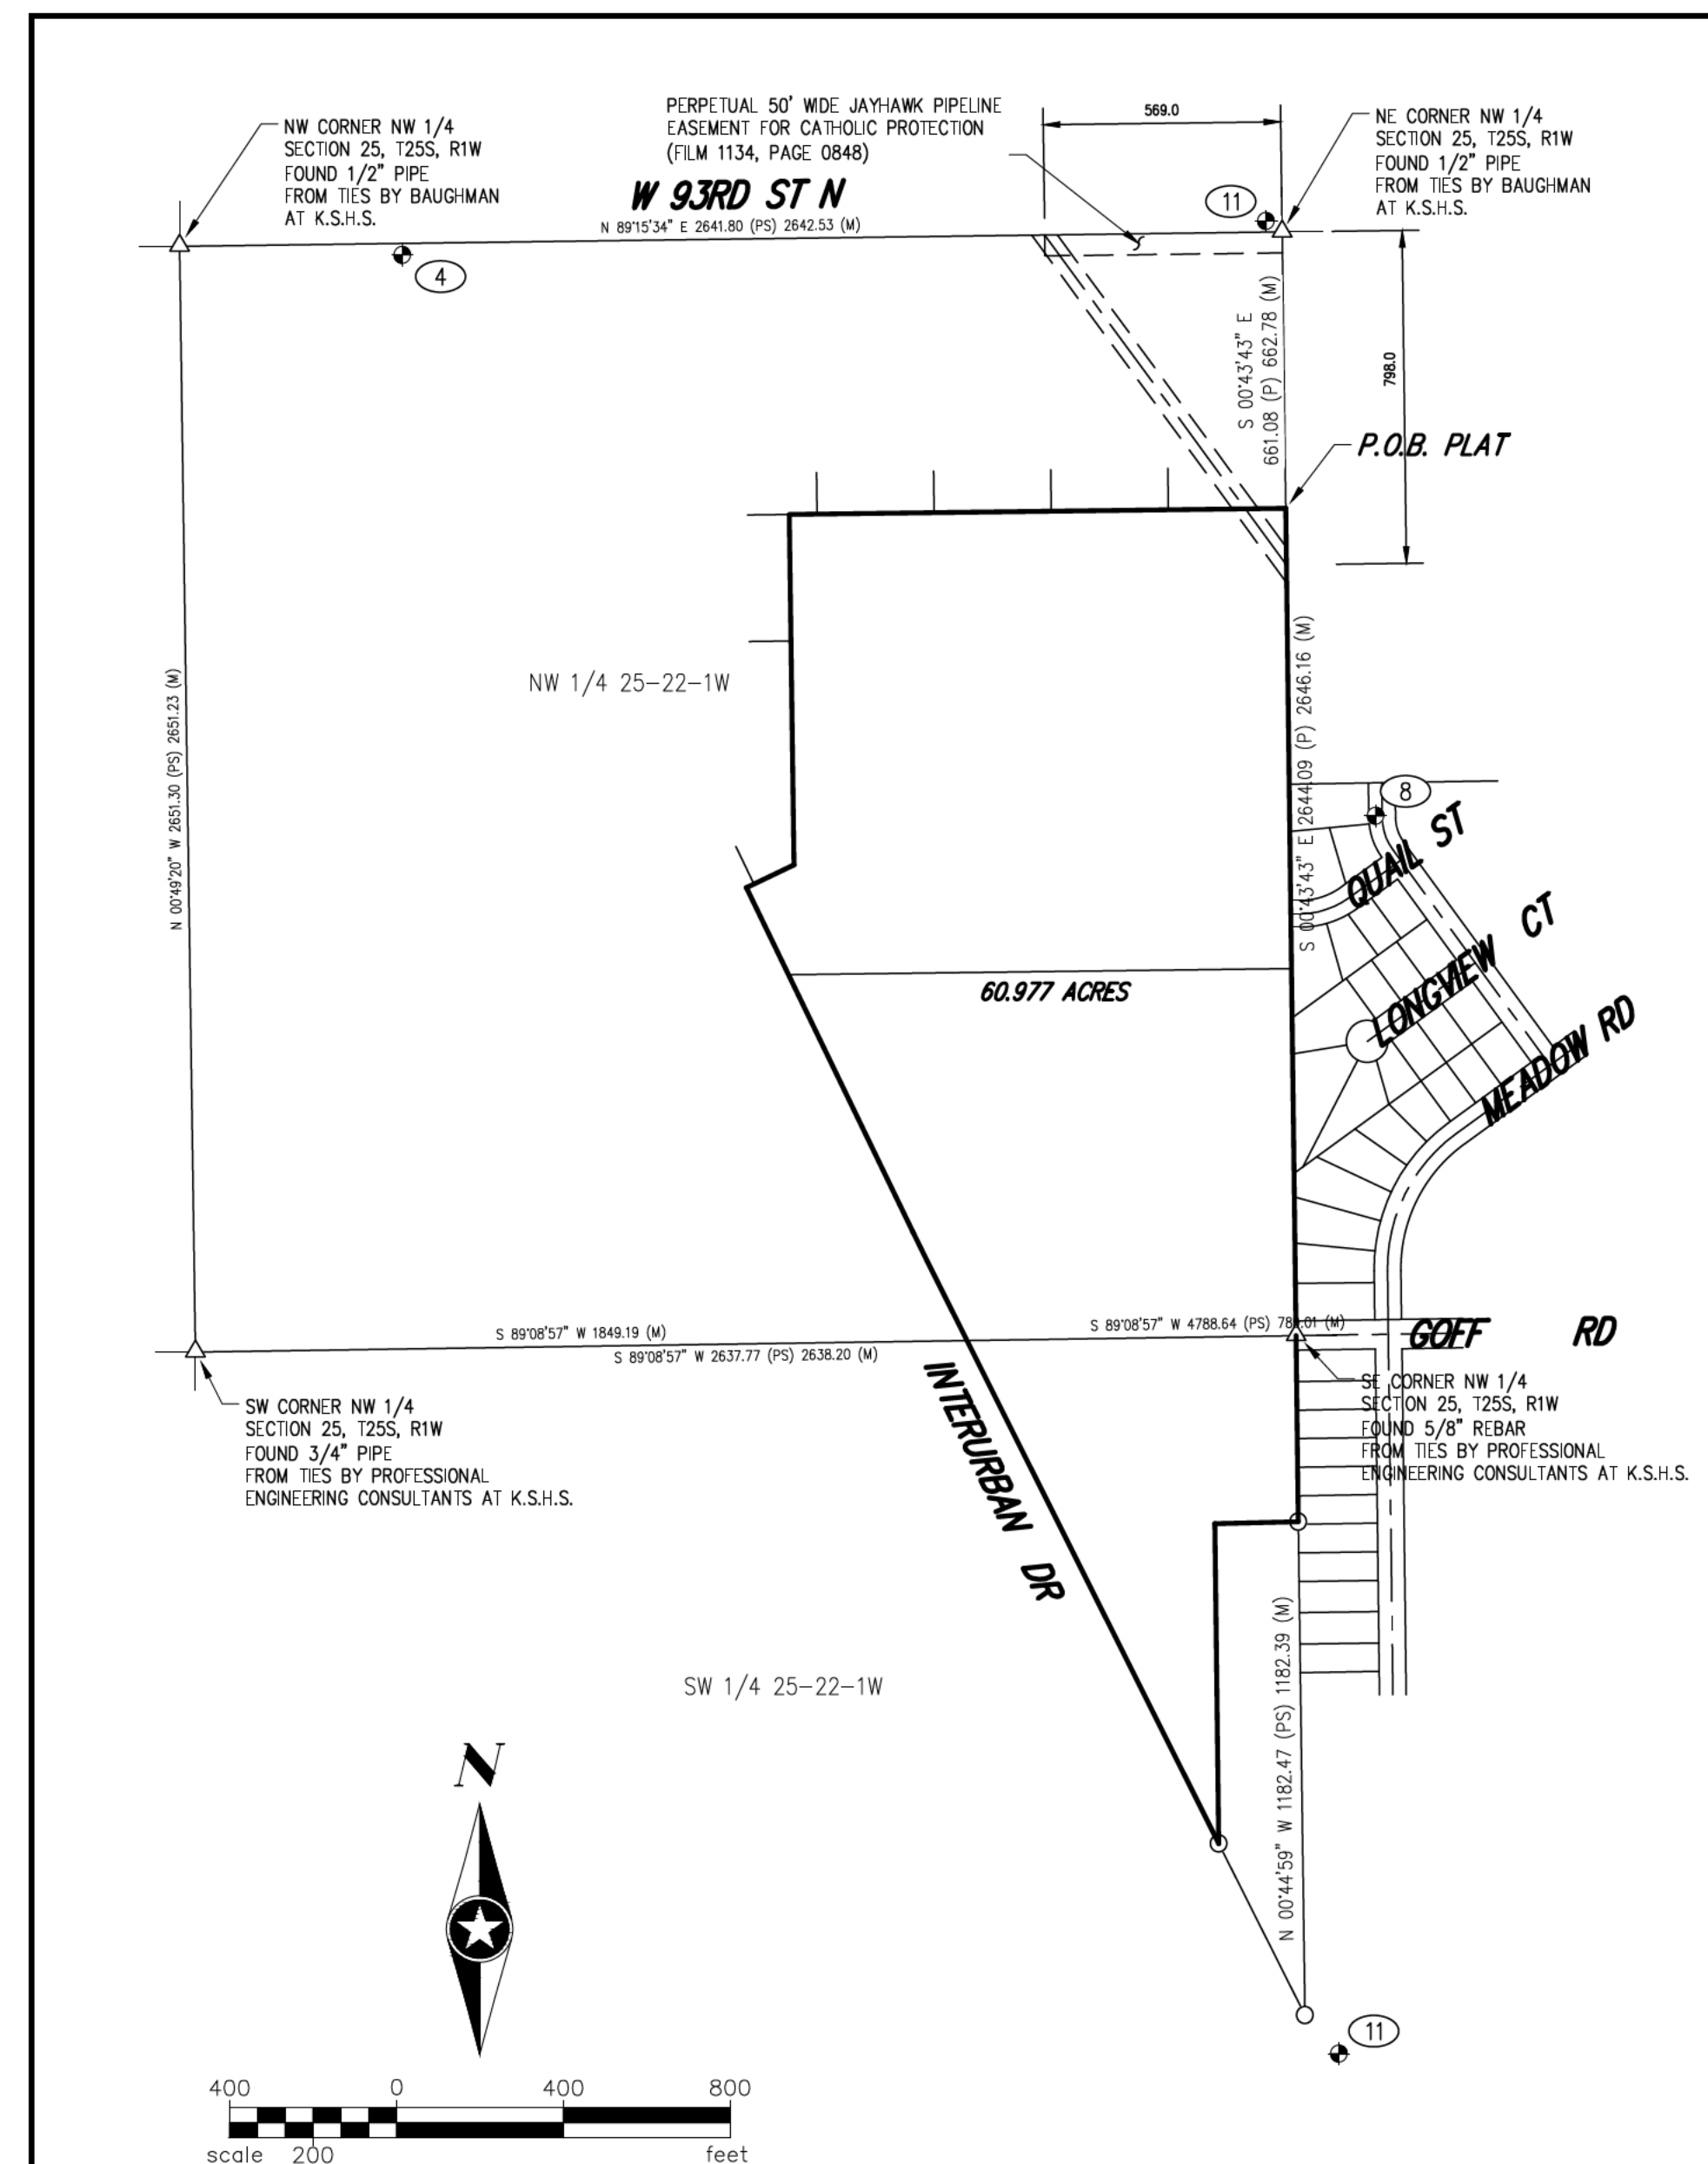 NW CORNER NW 1/4
SECTION 25, T25S, R1W
FOUND 1/2" PIPE
FROM TIES BY BAUGHMAN
AT K.S.H.S.
PERPETUAL 50' WIDE JAYHAWK PIPELINE
EASEMENT FOR CATHOLIC PROTECTION
(FILM 1134, PAGE 0848)
569.0
NE CORNER NW 1/4
SECTION 25, T25S, R1W
FOUND 1/2" PIPE
FROM TIES BY BAUGHMAN
AT K.S.H.S.
W 93RD ST N
N 89°15'34" E 2641.80 (PS) 2642.53 (M)
11
4
S 00°43'43" E
661.08 (P) 662.78 (M)
798.0
P.O.B. PLAT
NW 1/4 25-22-1W
N 00°49'20" W 2651.30 (PS) 2651.23 (M)
S 00°43'43" E 2644.09 (P) 2646.16 (M)
8
QUAIL ST
LONGVIEW CT
MEADOW RD
60.977 ACRES
S 89°08'57" W 1849.19 (M)
S 89°08'57" W 2637.77 (PS) 2638.20 (M)
S 89°08'57" W 4788.64 (PS) 789.01 (M)
GOFF RD
SW CORNER NW 1/4
SECTION 25, T25S, R1W
FOUND 3/4" PIPE
FROM TIES BY PROFESSIONAL
ENGINEERING CONSULTANTS AT K.S.H.S.
SE CORNER NW 1/4
SECTION 25, T25S, R1W
FOUND 5/8" REBAR
FROM TIES BY PROFESSIONAL
ENGINEERING CONSULTANTS AT K.S.H.S.
INTERURBAN DR
SW 1/4 25-22-1W
N 00°44'59" W 1182.47 (PS) 1182.39 (M)
N
11
400 0 400 800
scale 200 feet